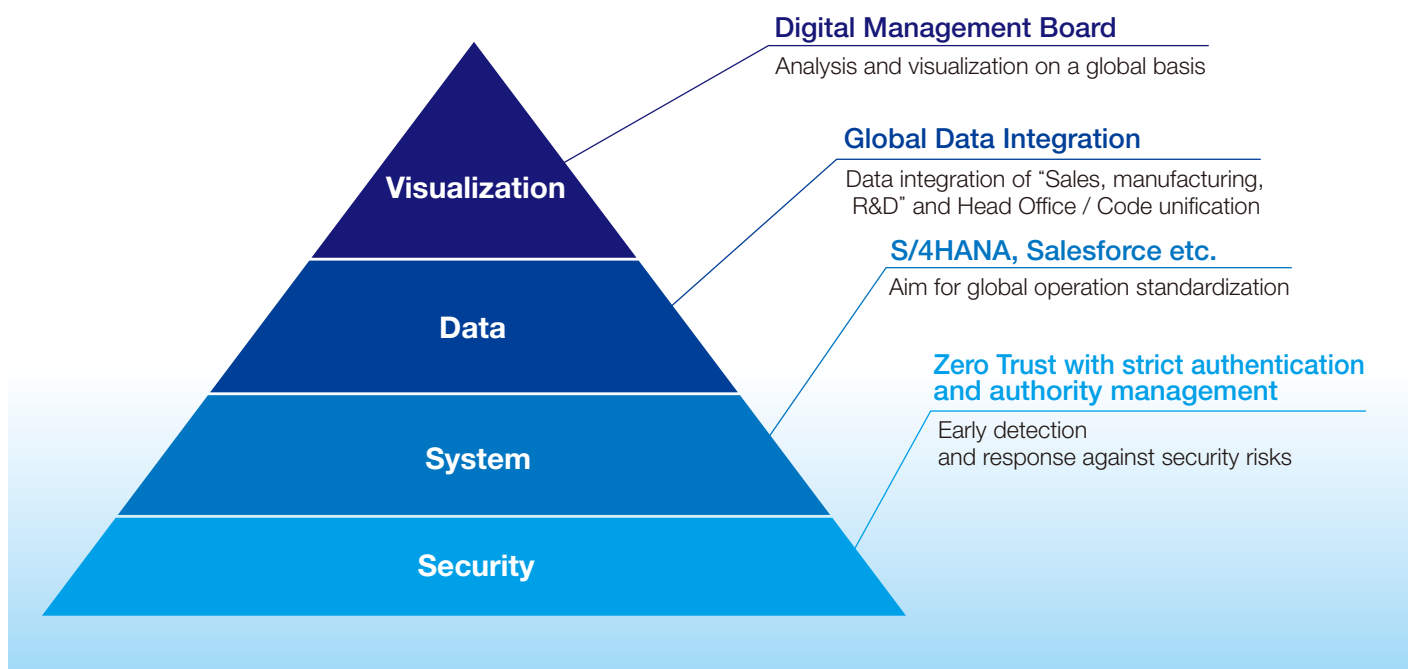 Digital Management Board
Analysis and visualization on a global basis
Visualization
Global Data Integration
Data integration of “Sales, manufacturing,
R&D” and Head Office / Code unification
Data
S/4HANA, Salesforce etc.
Aim for global operation standardization
System
Zero Trust with strict authentication
and authority management
Early detection
and response against security risks
Security